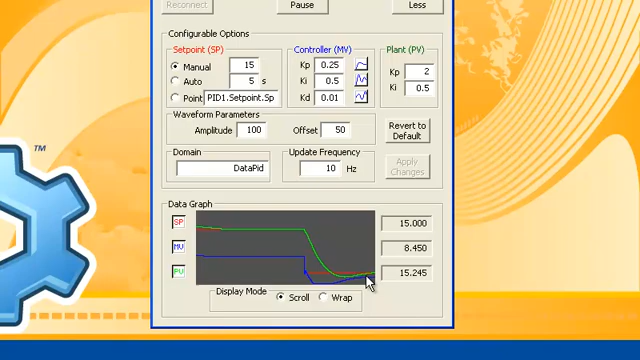 Reconnect Pause Less
Configurable Options
Setpoint (SP) Controller (MV) Plant (PV)
Manual 15 Kp 0.25 Kp 2
Auto 5 s Ki 0.5 Ki 0.5
Point PID1.Setpoint.Sp Kd 0.01
Waveform Parameters
Amplitude 100 Offset 50 Revert to Default
Domain Update Frequency
DataPid 10 Hz Apply Changes
Data Graph
SP 15.000
MV 8.450
PV 15.245
Display Mode
Scroll Wrap
TM